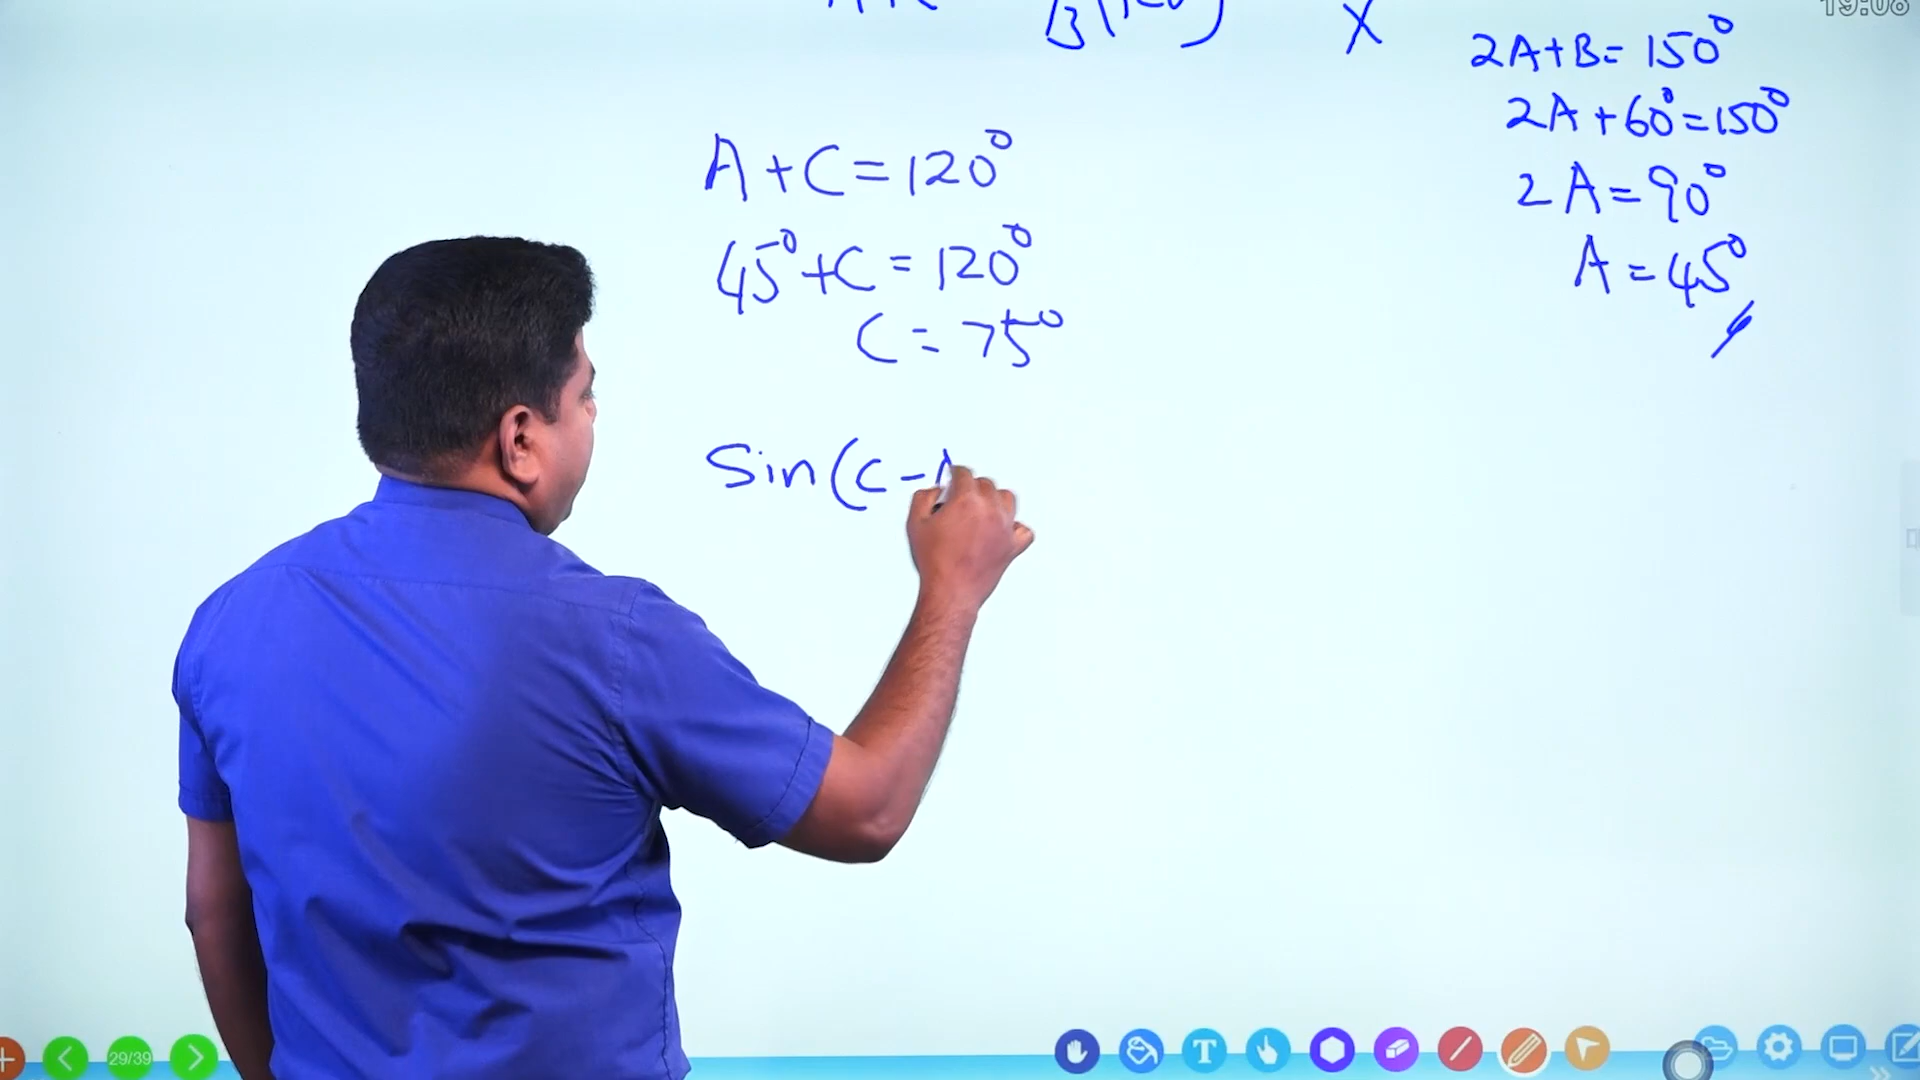 X
2A+B= 150°
2A+60°=150°
2A=90°
A=45°
A+C=120°
45°+C=120°
C=75°
Sin(C-
29/39
T